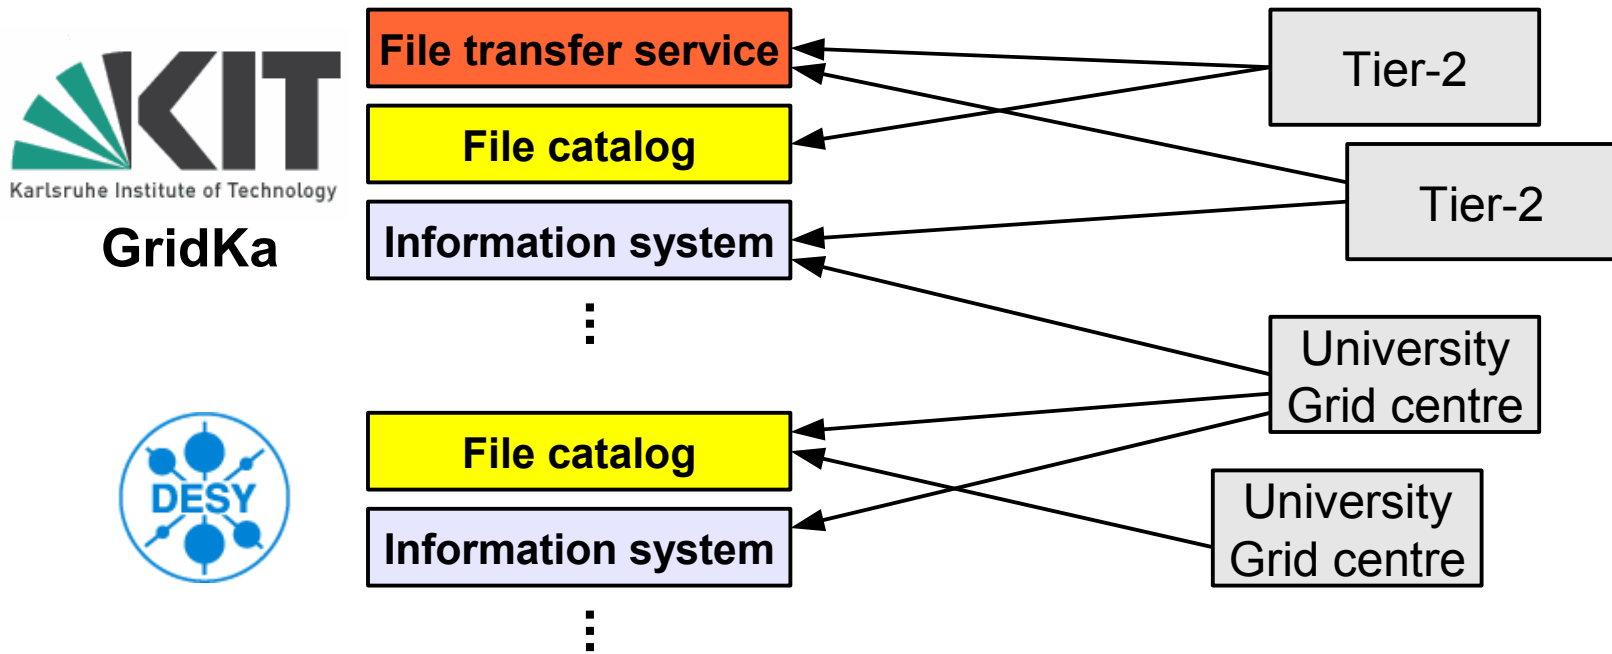 KIT
Karlsruhe Institute of Technology
GridKa
File transfer service
File catalog
Information system
Tier-2
Tier-2
University
Grid centre
DESY
File catalog
Information system
University
Grid centre